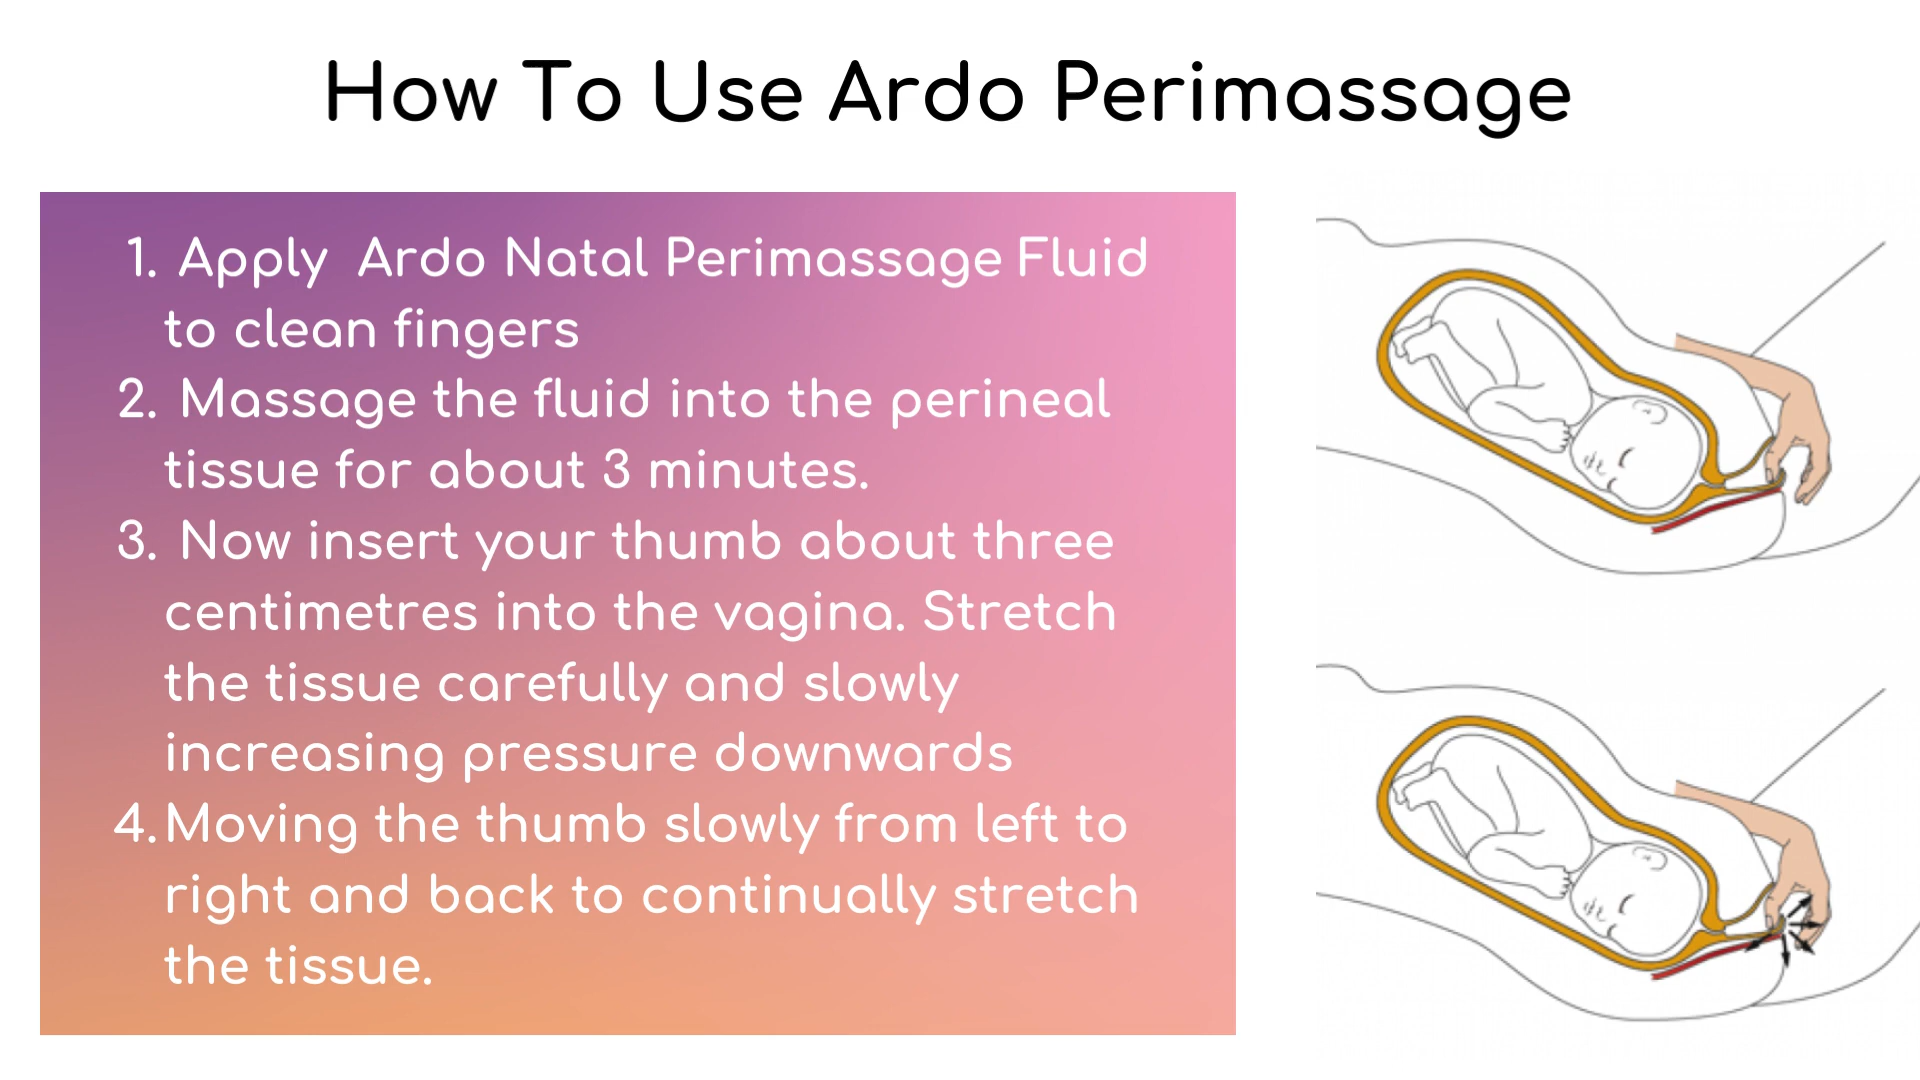 How To Use Ardo Perimassage
1. Apply  Ardo Natal Perimassage Fluid
to clean fingers
2. Massage the fluid into the perineal
tissue for about 3 minutes.
3. Now insert your thumb about three
centimetres into the vagina. Stretch
the tissue carefully and slowly
increasing pressure downwards
4. Moving the thumb slowly from left to
right and back to continually stretch
the tissue.